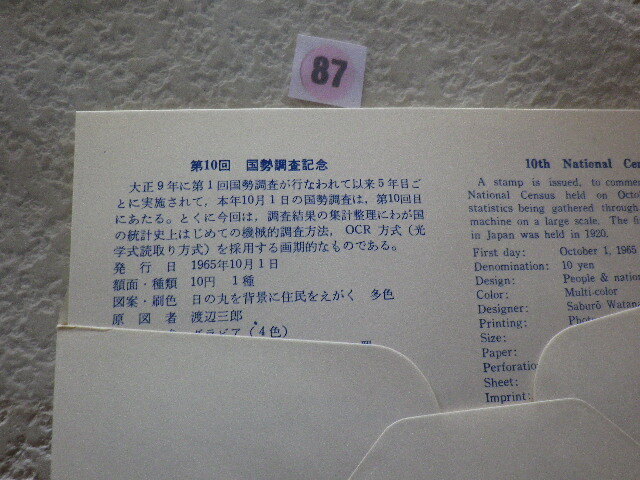 87
第10回 国勢調査記念
大正9年に第1回国勢調査が行なわれて以来5年目ご
とに実施されて，本年10月1日の国勢調査は，第10回目
にあたる。とくに今回は，調査結果の集計整理にわが国
の統計史上はじめての機械的調査方法，OCR 方式（光
学式読取り方式）を採用する画期的なものである。
発行日 1965年10月1日
額面・種類 10円 1種
図案・刷色 日の丸を背景に住民をえがく 多色
原図者 渡辺三郎
グラビア（4色）
10th National Cen
A stamp is issued, to comme
National Census held on Octo
statistics being gathered through
machine on a large scale. The fi
in Japan was held in 1920.
First day: October 1, 1965
Denomination: 10 yen
Design: People & nation
Color: Multi-color
Designer: Saburō Watana
Printing: Phot
Size:
Paper:
Perforation
Sheet:
Imprint: